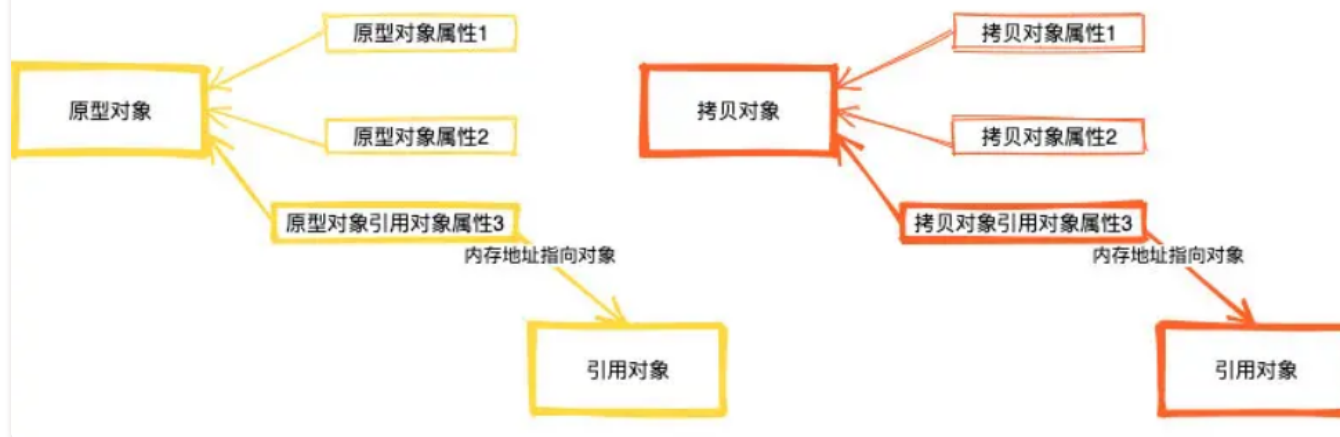 原型对象属性1
原型对象
原型对象属性2
原型对象引用对象属性3
内存地址指向对象
引用对象
拷贝对象属性1
拷贝对象
拷贝对象属性2
拷贝对象引用对象属性3
内存地址指向对象
引用对象